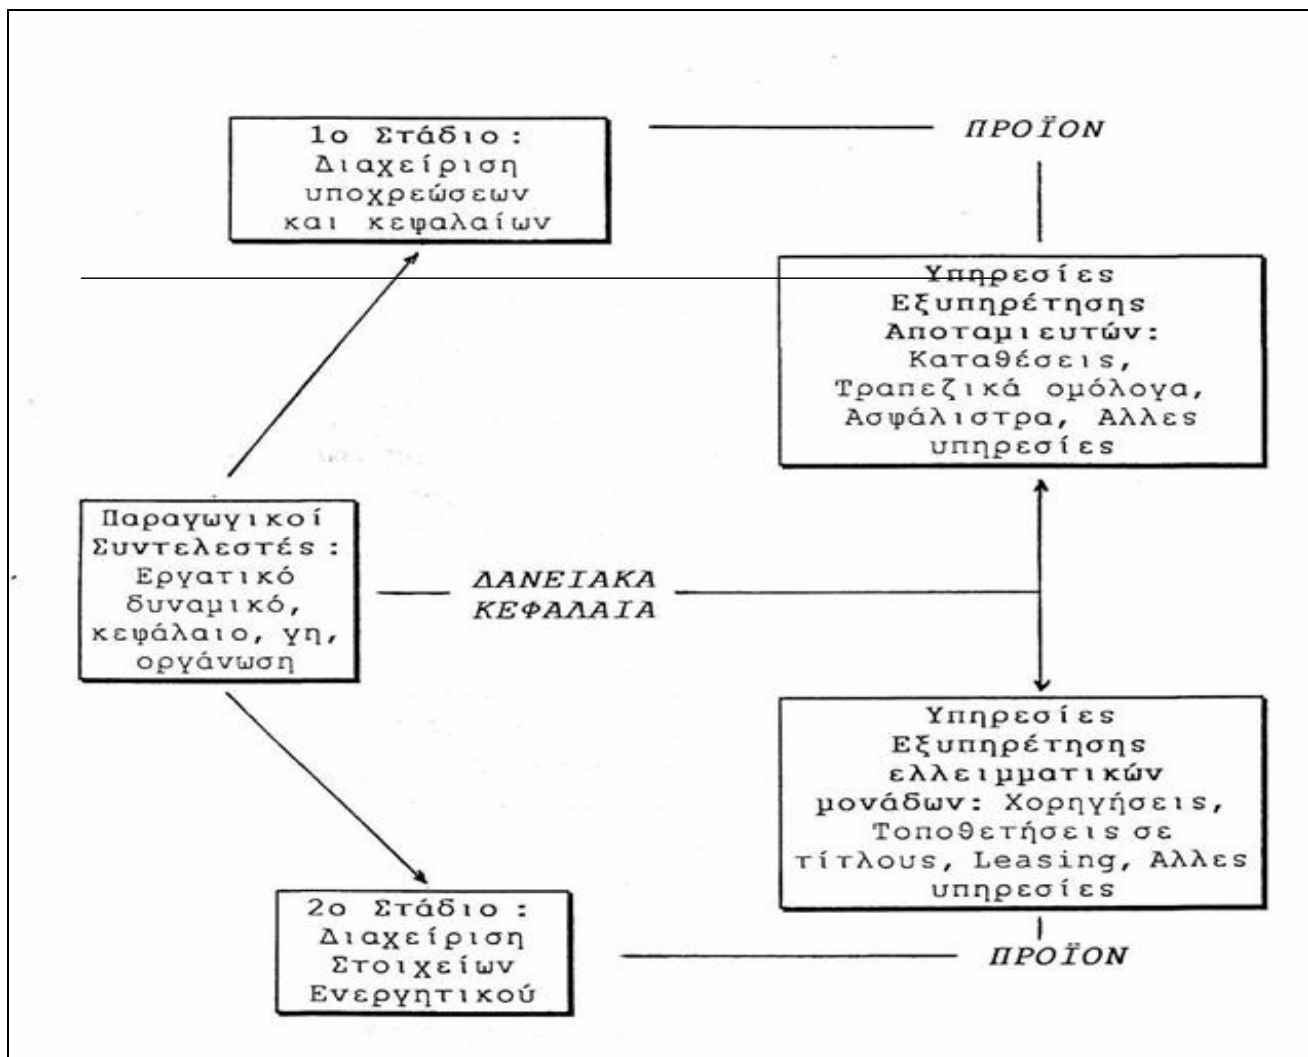 1ο Στάδιο:
Διαχείριση
υποχρεώσεων
και κεφαλαίων
ΠΡΟΪΟΝ
Υπηρεσίες
Εξυπηρέτησης
Αποταμιευτών:
Καταθέσεις,
Τραπεζικά ομόλογα,
Ασφάλιστρα, Αλλες
υπηρεσίες
Παραγωγικοί
Συντελεστές:
Εργατικό
δυναμικό,
κεφάλαιο, γη,
οργάνωση
ΔΑΝΕΙΑΚΑ
ΚΕΦΑΛΑΙΑ
Υπηρεσίες
Εξυπηρέτησης
ελλειμματικών
μονάδων: Χορηγήσεις,
Τοποθετήσεις σε
τίτλους, Leasing, Αλλες
υπηρεσίες
2ο Στάδιο:
Διαχείριση
Στοιχείων
Ενεργητικού
ΠΡΟΪΟΝ